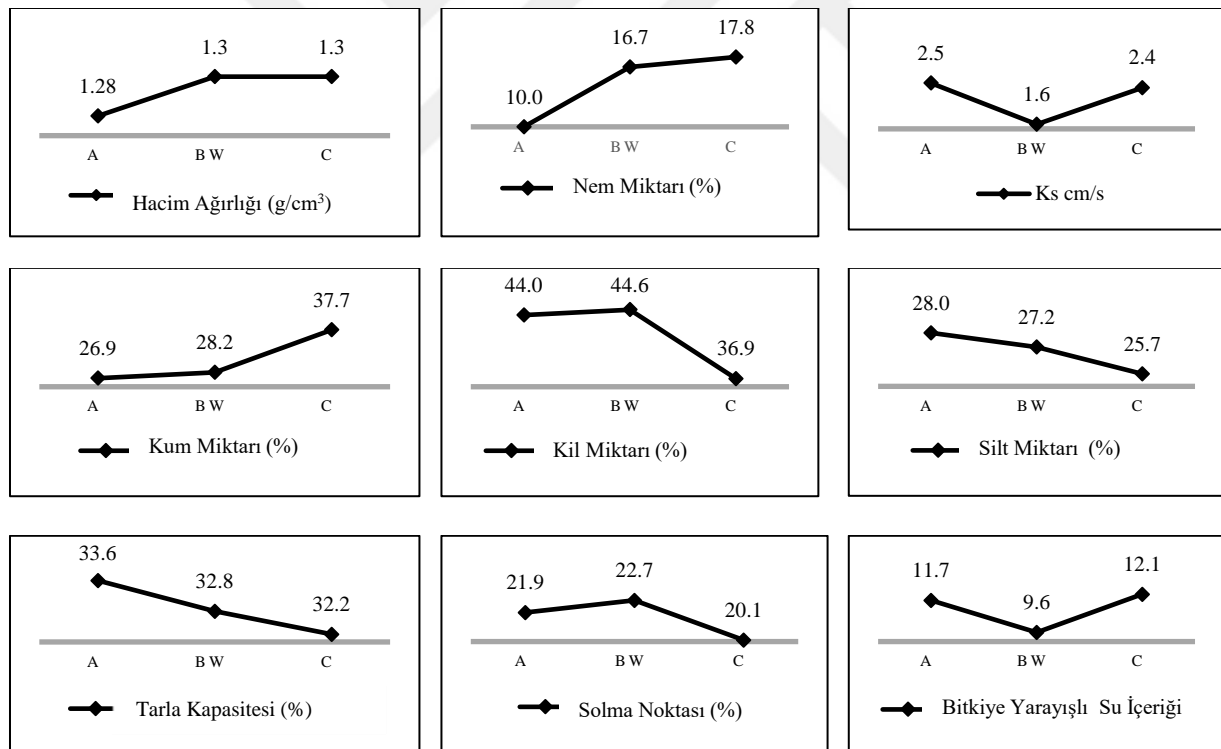 1.28
1.3
1.3
A
B W
C
Hacim Ağırlığı (g/cm³)
10.0
16.7
17.8
A
B W
C
Nem Miktarı (%)
2.5
1.6
2.4
A
B W
C
Ks cm/s
26.9
28.2
37.7
A
B W
C
Kum Miktarı (%)
44.0
44.6
36.9
A
B W
C
Kil Miktarı (%)
28.0
27.2
25.7
A
B W
C
Silt Miktarı (%)
33.6
32.8
32.2
A
B W
C
Tarla Kapasitesi (%)
21.9
22.7
20.1
A
B W
C
Solma Noktası (%)
11.7
9.6
12.1
A
B W
C
Bitkiye Yarayışlı Su İçeriği